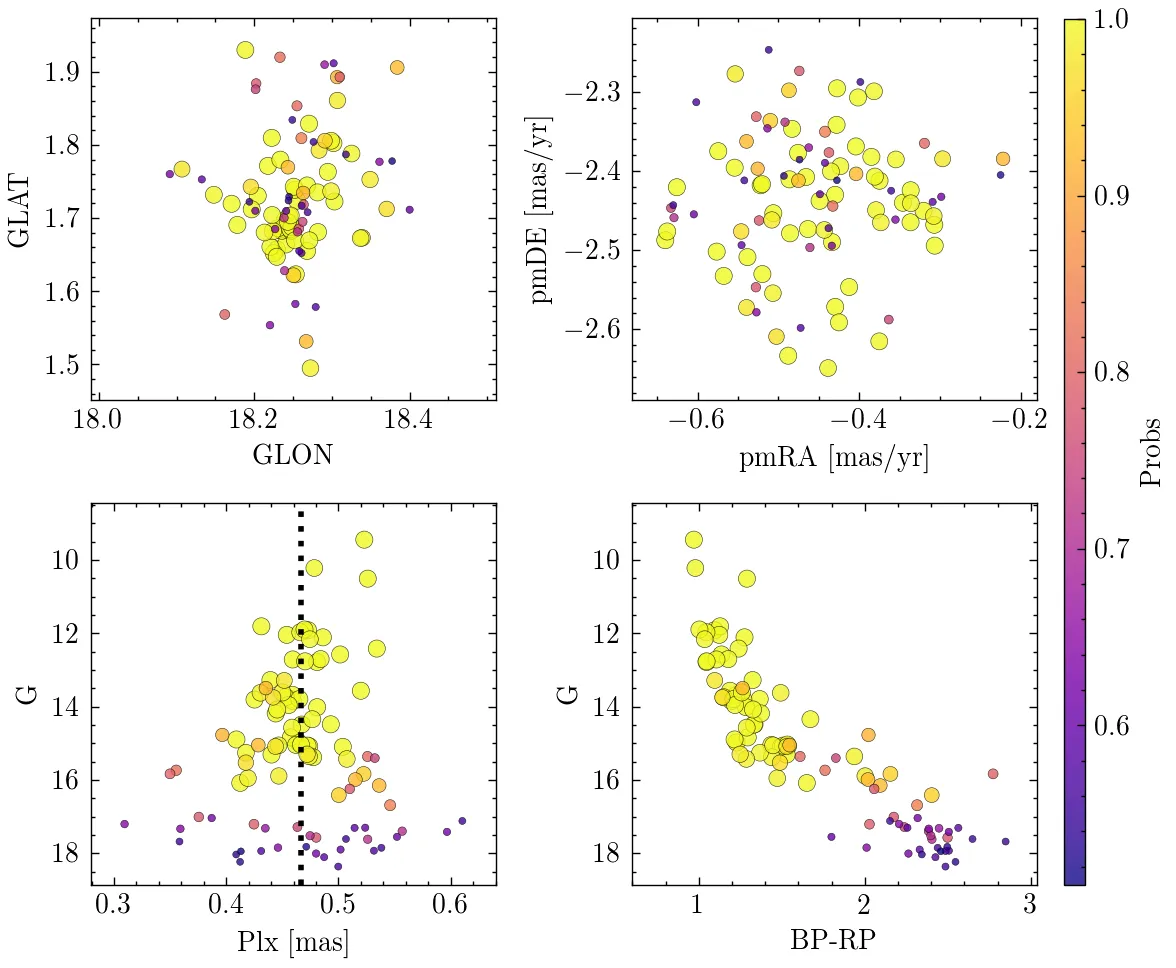 1.9
1.8
1.7
1.6
1.5
GLAT
18.0 18.2 18.4
GLON
−2.3
−2.4
−2.5
−2.6
pmDE [mas/yr]
−0.6 −0.4 −0.2
pmRA [mas/yr]
1.0
0.9
0.8
0.7
0.6
Probs
10
12
14
16
18
G
0.3 0.4 0.5 0.6
Plx [mas]
10
12
14
16
18
G
1 2 3
BP-RP